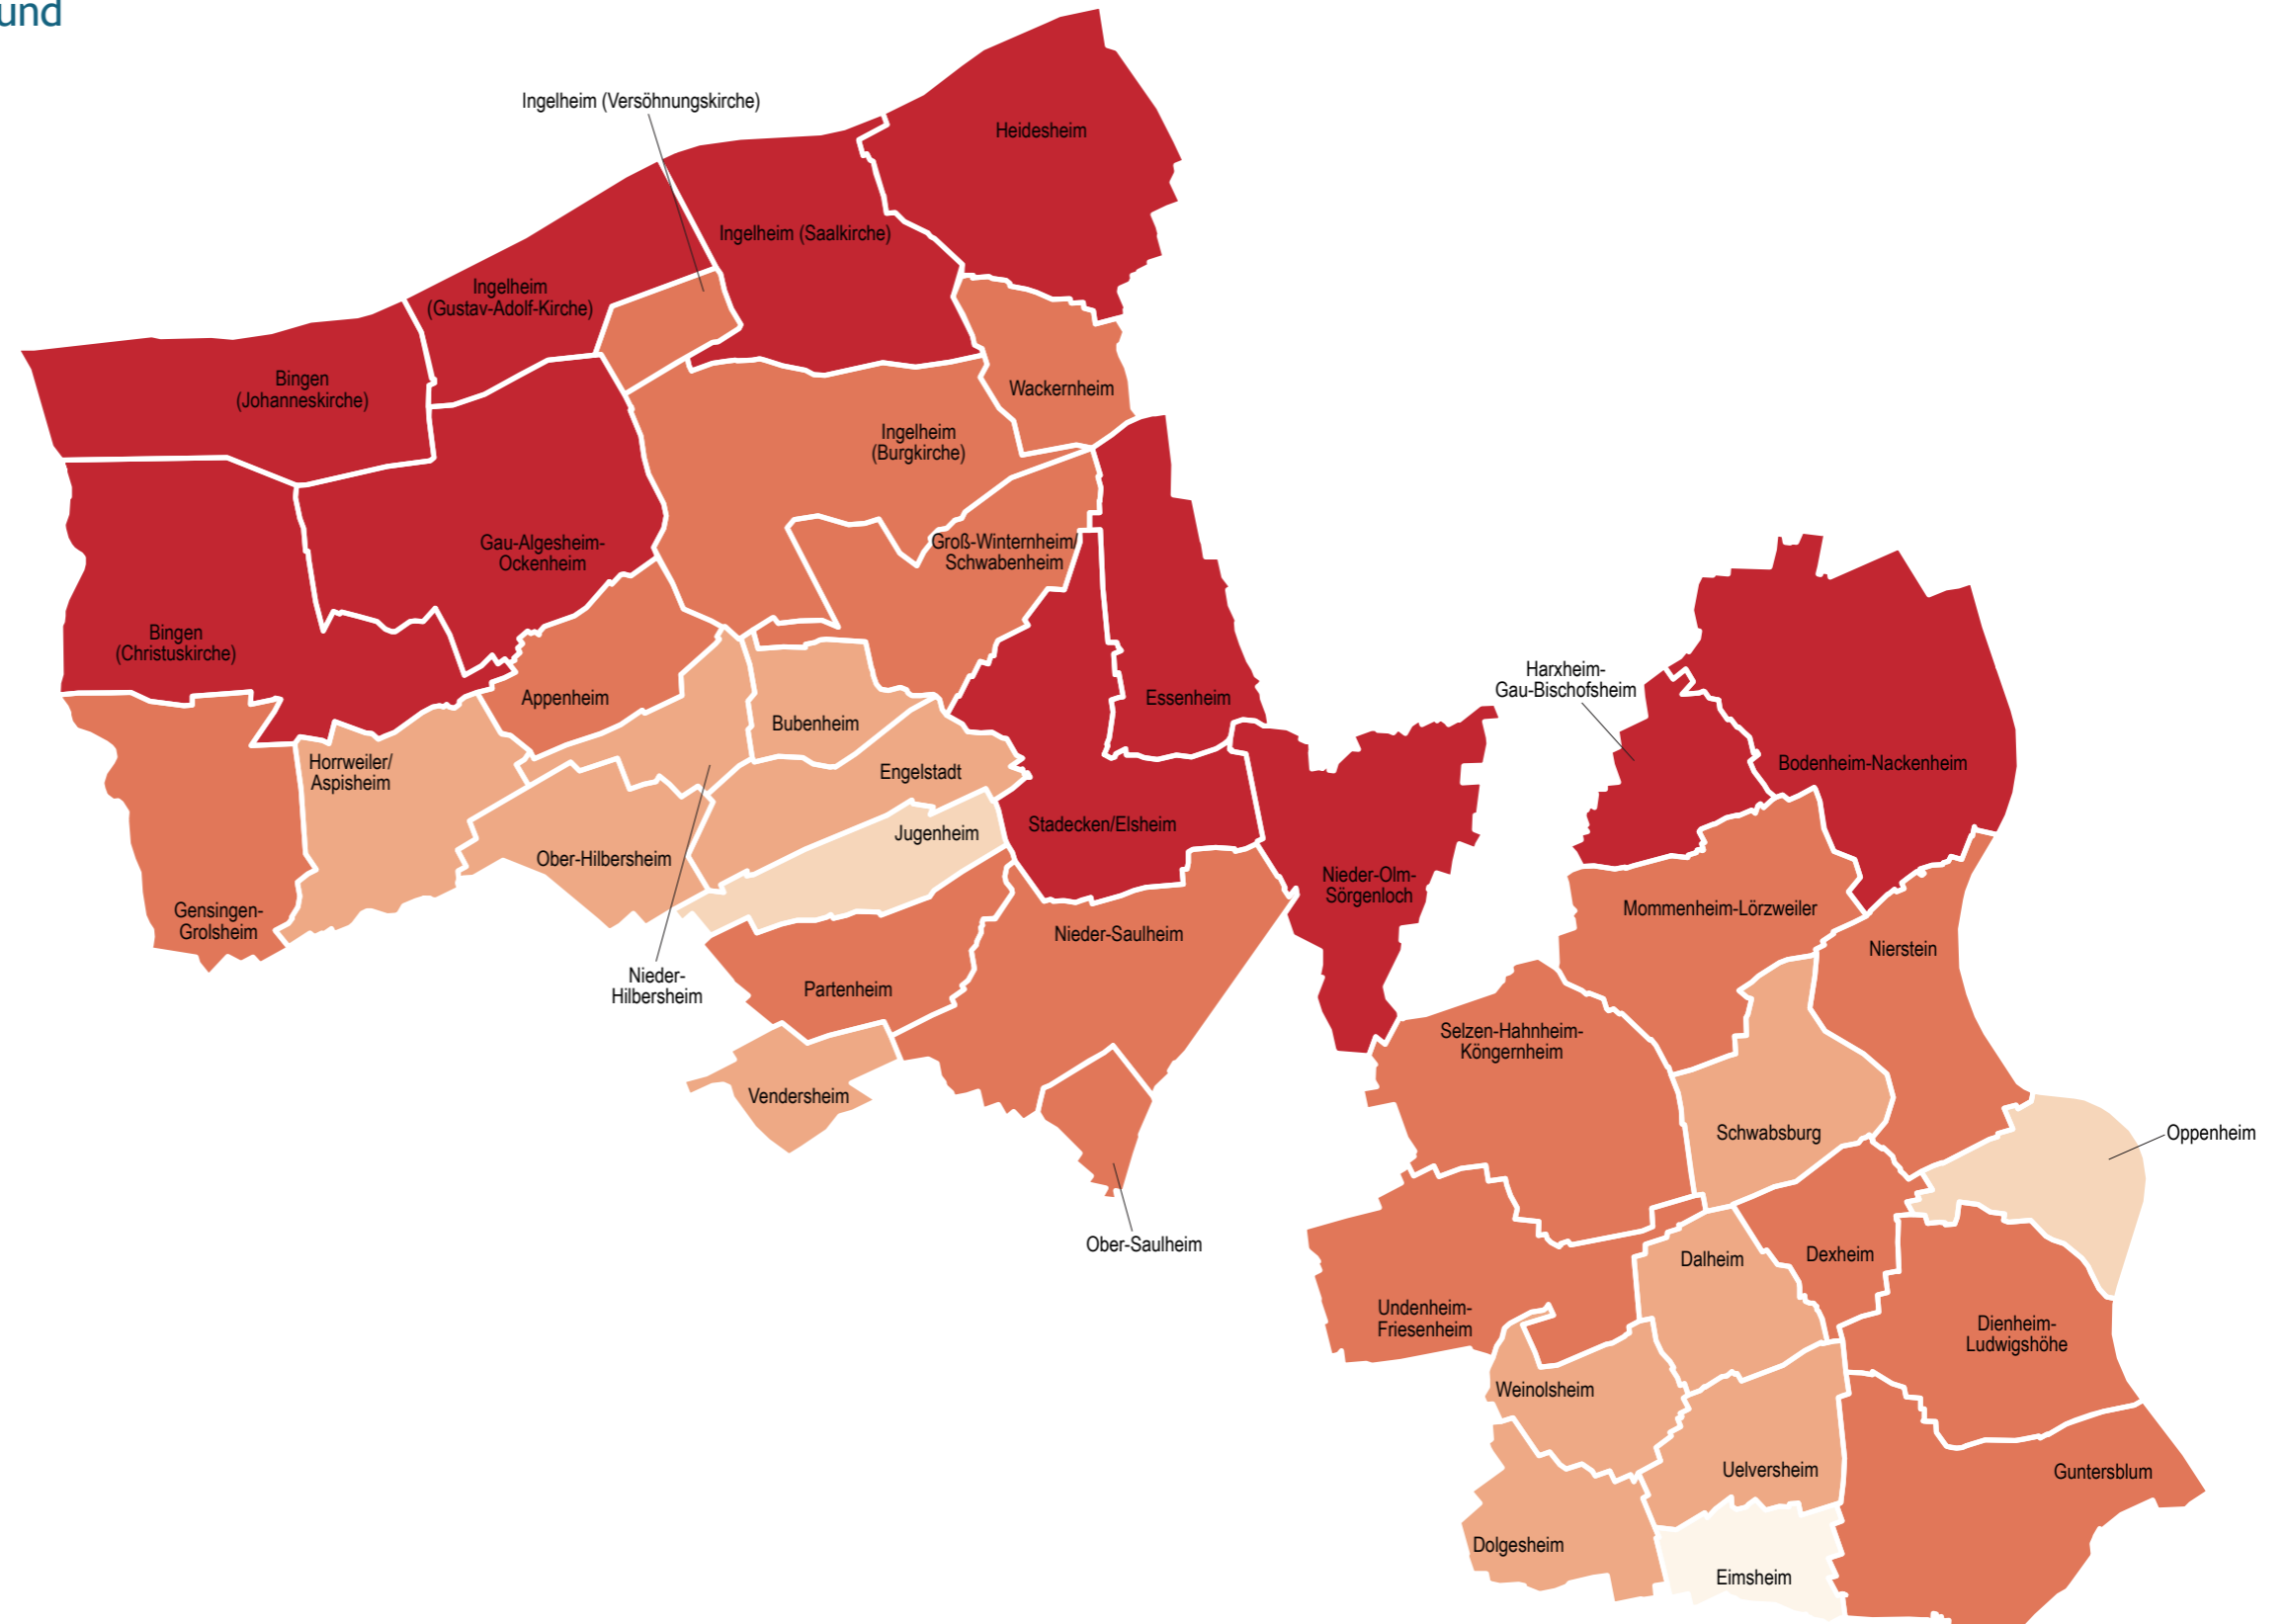 und
Ingelheim (Versöhnungskirche)
Heidesheim
Ingelheim (Saalkirche)
Ingelheim
(Gustav-Adolf-Kirche)
Bingen
(Johanneskirche)
Wackernheim
Ingelheim
(Burgkirche)
Gau-Algesheim-
Ockenheim
Groß-Winternheim/
Schwabenheim
Bingen
(Christuskirche)
Appenheim
Bubenheim
Essenheim
Harxheim-
Gau-Bischofsheim
Bodenheim-Nackenheim
Horrweiler/
Aspisheim
Engelstadt
Jugenheim
Stadecken/Elsheim
Ober-Hilbersheim
Nieder-Olm-
Sörgenloch
Gensingen-
Grolsheim
Mommenheim-Lörzweiler
Nieder-Saulheim
Nierstein
Nieder-
Hilbersheim
Partenheim
Selzen-Hahnheim-
Köngernheim
Vendersheim
Schwabsburg
Oppenheim
Ober-Saulheim
Dalheim
Dexheim
Undenheim-
Friesenheim
Dienheim-
Ludwigshöhe
Weinolsheim
Uelversheim
Guntersblum
Dolgesheim
Eimsheim